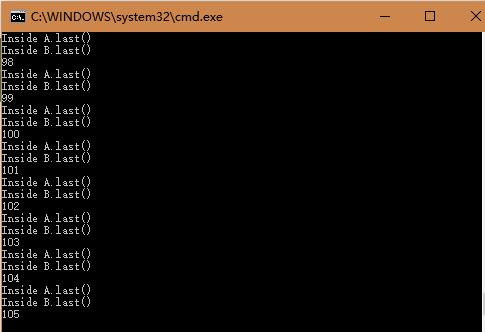 C:\WINDOWS\system32\cmd.exe
Inside A.last()
Inside B.last()
98
Inside A.last()
Inside B.last()
99
Inside A.last()
Inside B.last()
100
Inside A.last()
Inside B.last()
101
Inside A.last()
Inside B.last()
102
Inside A.last()
Inside B.last()
103
Inside A.last()
Inside B.last()
104
Inside A.last()
Inside B.last()
105